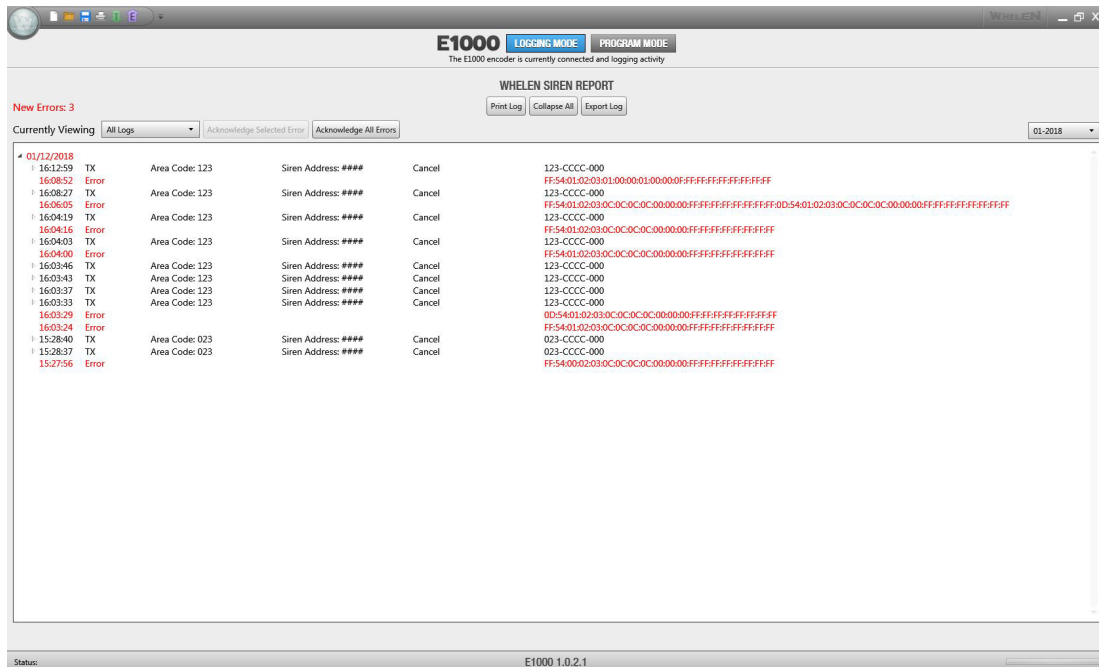 WHELEN
E1000 LOGGING MODE PROGRAM MODE
The E1000 encoder is currently connected and logging activity
WHELEN SIREN REPORT
New Errors: 3
Print Log Collapse All Export Log
Currently Viewing All Logs Acknowledge Selected Error Acknowledge All Errors 01-2018
01/12/2018
16:12:59 TX Area Code: 123 Siren Address: #### Cancel 123-CCCC-000
16:08:52 Error FF:54:01:02:03:01:00:00:01:00:00:0F:FF:FF:FF:FF:FF:FF:FF:FF
16:08:27 TX Area Code: 123 Siren Address: #### Cancel 123-CCCC-000
16:06:05 Error FF:54:01:02:03:0C:0C:0C:0C:00:00:00:FF:FF:FF:FF:FF:FF:FF:FF:0D:54:01:02:03:0C:0C:0C:0C:00:00:00:FF:FF:FF:FF:FF:FF:FF:FF
16:04:19 TX Area Code: 123 Siren Address: #### Cancel 123-CCCC-000
16:04:16 Error FF:54:01:02:03:0C:0C:0C:0C:00:00:00:FF:FF:FF:FF:FF:FF:FF:FF
16:04:03 TX Area Code: 123 Siren Address: #### Cancel 123-CCCC-000
16:04:00 Error FF:54:01:02:03:0C:0C:0C:0C:00:00:00:FF:FF:FF:FF:FF:FF:FF:FF
16:03:46 TX Area Code: 123 Siren Address: #### Cancel 123-CCCC-000
16:03:43 TX Area Code: 123 Siren Address: #### Cancel 123-CCCC-000
16:03:37 TX Area Code: 123 Siren Address: #### Cancel 123-CCCC-000
16:03:33 TX Area Code: 123 Siren Address: #### Cancel 123-CCCC-000
16:03:29 Error 0D:54:01:02:03:0C:0C:0C:0C:00:00:00:FF:FF:FF:FF:FF:FF:FF:FF
16:03:24 Error FF:54:01:02:03:0C:0C:0C:0C:00:00:00:FF:FF:FF:FF:FF:FF:FF:FF
15:28:40 TX Area Code: 023 Siren Address: #### Cancel 023-CCCC-000
15:28:37 TX Area Code: 023 Siren Address: #### Cancel 023-CCCC-000
15:27:56 Error FF:54:00:02:03:0C:0C:0C:0C:00:00:00:FF:FF:FF:FF:FF:FF:FF:FF
Status: E1000 1.0.2.1